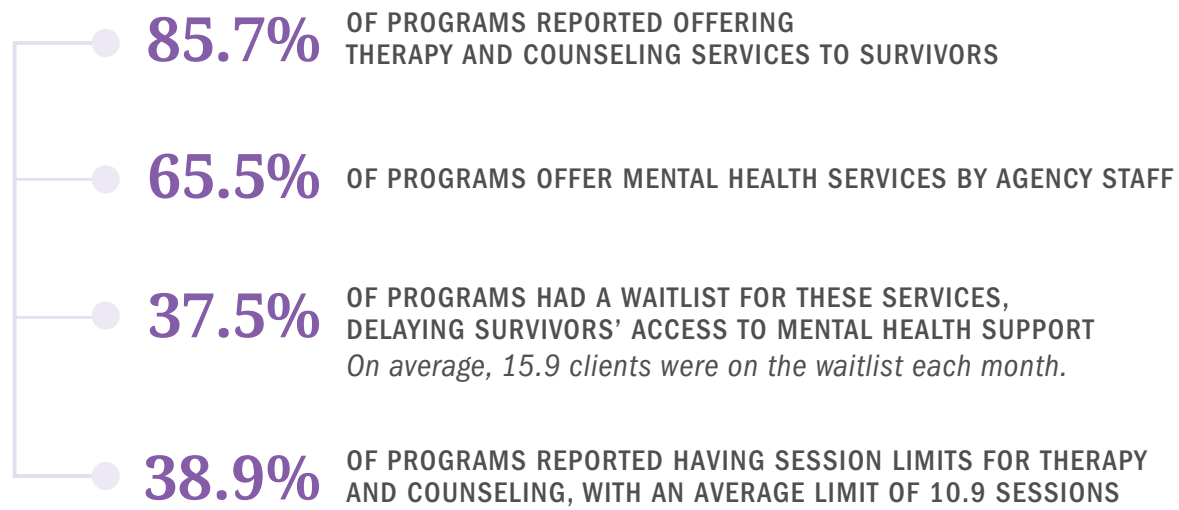 85.7% OF PROGRAMS REPORTED OFFERING
THERAPY AND COUNSELING SERVICES TO SURVIVORS
65.5% OF PROGRAMS OFFER MENTAL HEALTH SERVICES BY AGENCY STAFF
37.5% OF PROGRAMS HAD A WAITLIST FOR THESE SERVICES,
DELAYING SURVIVORS’ ACCESS TO MENTAL HEALTH SUPPORT
On average, 15.9 clients were on the waitlist each month.
38.9% OF PROGRAMS REPORTED HAVING SESSION LIMITS FOR THERAPY
AND COUNSELING, WITH AN AVERAGE LIMIT OF 10.9 SESSIONS